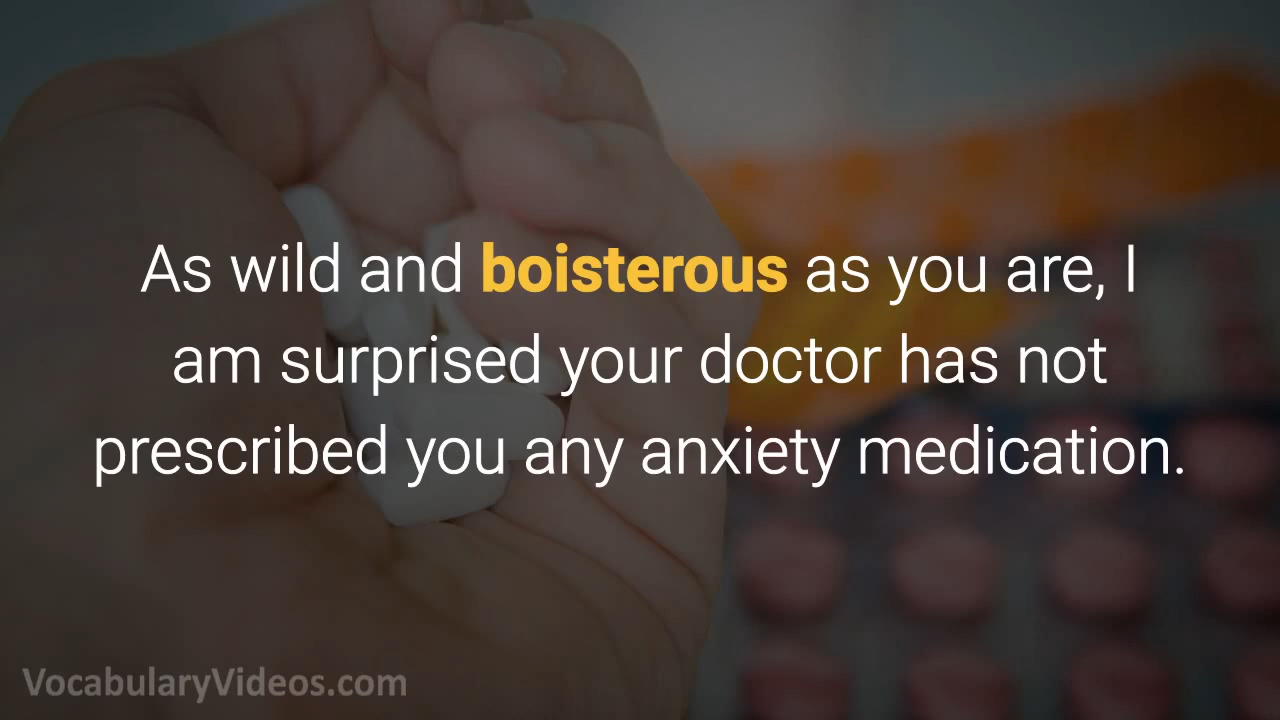 As wild and boisterous as you are, I
am surprised your doctor has not
prescribed you any anxiety medication.
VocabularyVideos.com